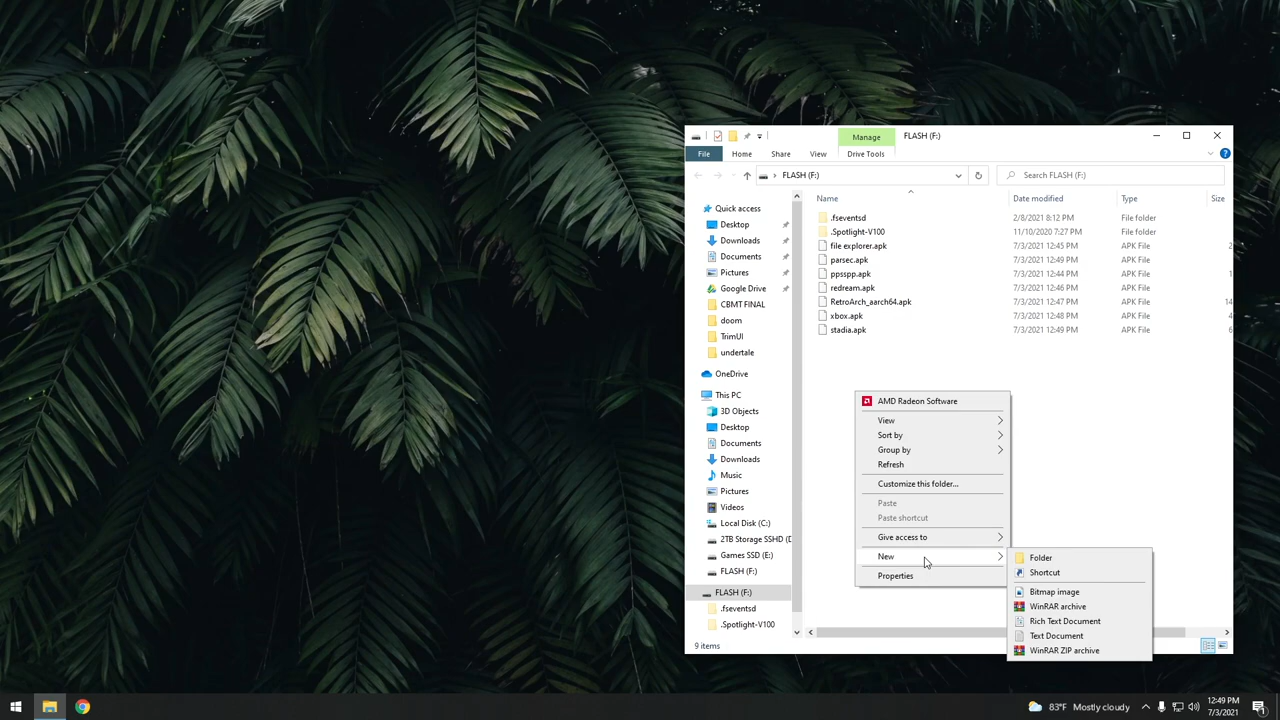 Manage
FLASH (F:)
File
Home
Share
View
Drive Tools
FLASH (F:)
Search FLASH (F:)
Name
Date modified
Type
Size
Quick access
Desktop
Downloads
Documents
Pictures
Google Drive
CBMT FINAL
doom
TrimUI
undertale
OneDrive
This PC
3D Objects
Desktop
Documents
Downloads
Music
Pictures
Videos
Local Disk (C:)
2TB Storage SSHD (D
Games SSD (E:)
FLASH (F:)
FLASH (F:)
.fseventsd
.Spotlight-V100
.fseventsd 2/8/2021 8:12 PM File folder
.Spotlight-V100 11/10/2020 7:27 PM File folder
file explorer.apk 7/3/2021 12:45 PM APK File 2
parsec.apk 7/3/2021 12:49 PM APK File
ppsspp.apk 7/3/2021 12:44 PM APK File 1
redream.apk 7/3/2021 12:46 PM APK File
RetroArch_aarch64.apk 7/3/2021 12:47 PM APK File 14
xbox.apk 7/3/2021 12:48 PM APK File 4
stadia.apk 7/3/2021 12:49 PM APK File 6
AMD Radeon Software
View
Sort by
Group by
Refresh
Customize this folder...
Paste
Paste shortcut
Give access to
New
Properties
Folder
Shortcut
Bitmap image
WinRAR archive
Rich Text Document
Text Document
WinRAR ZIP archive
9 items
83°F Mostly cloudy
12:49 PM
7/3/2021
1